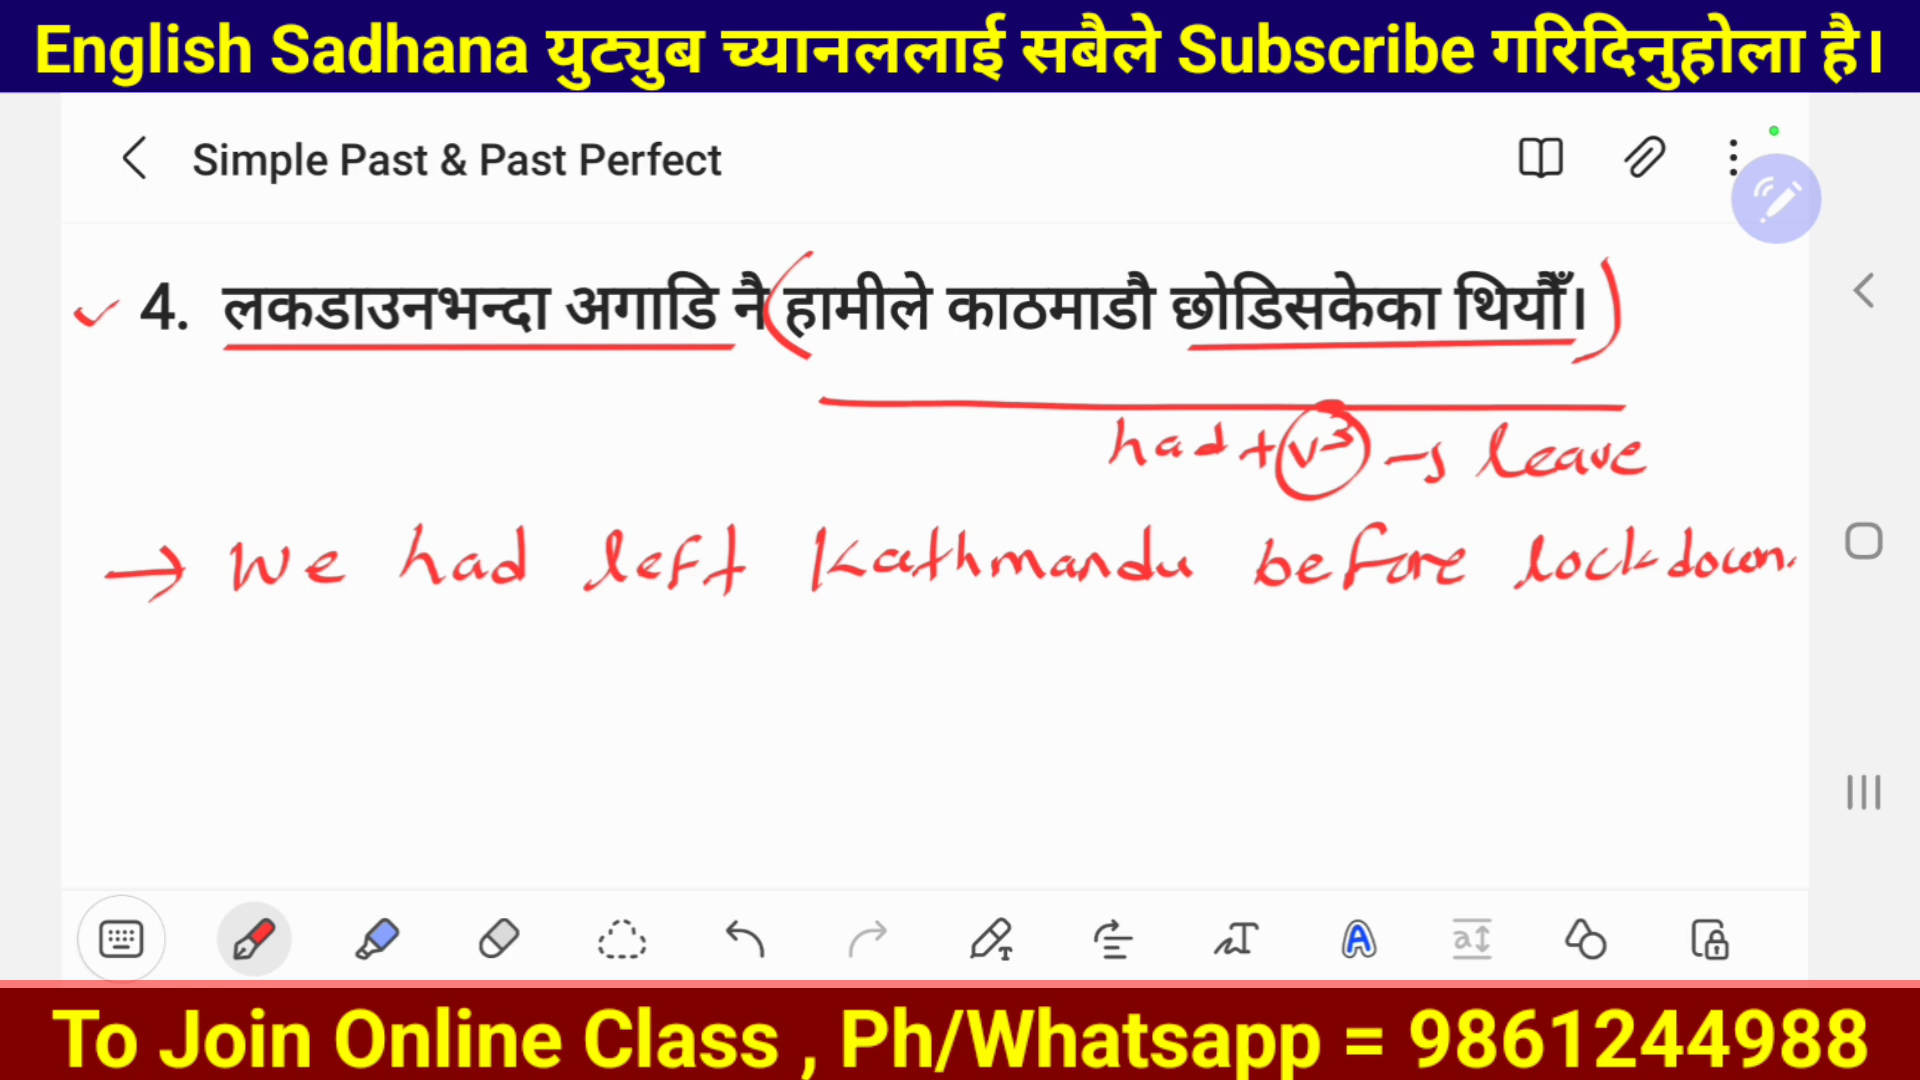 English Sadhana युट्युब च्यानललाई सबैले Subscribe गरिदिनुहोला है।
Simple Past & Past Perfect
4. लकडाउनभन्दा अगाडि नै (हामीले काठमाडौ छोडिसकेका थियौँ।)
had + v3 → leave
→ We had left Kathmandu before lockdown.
To Join Online Class , Ph/Whatsapp = 9861244988